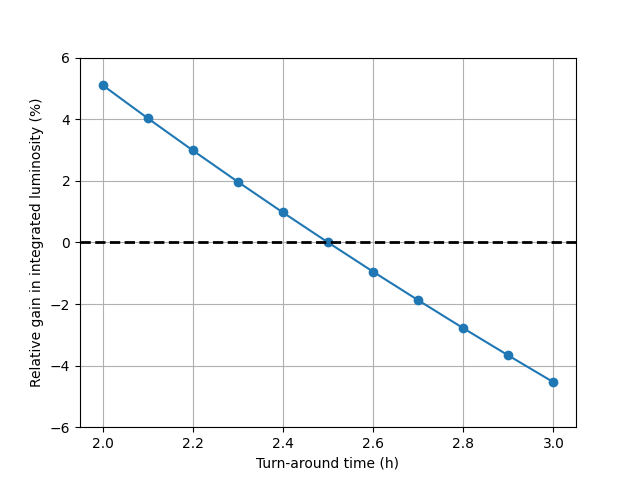 Relative gain in integrated luminosity (%)
6
4
2
0
−2
−4
−6
2.0 2.2 2.4 2.6 2.8 3.0
Turn-around time (h)